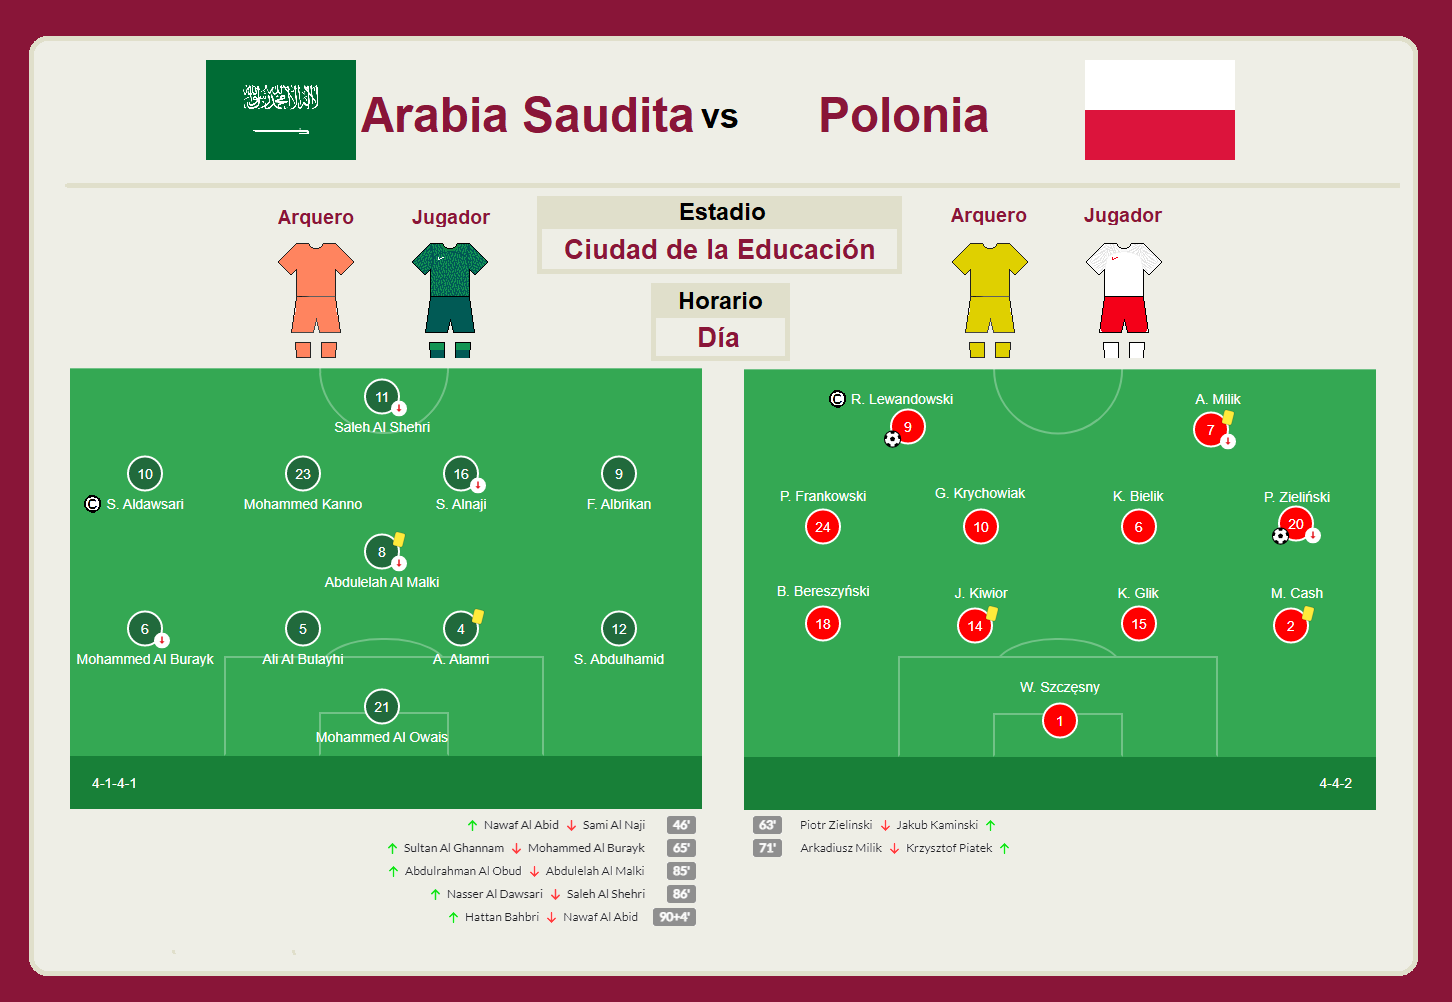 Arabia Saudita vs Polonia
Arquero
Jugador
Estadio
Ciudad de la Educación
Horario
Día
Arquero
Jugador
11
Saleh Al Shehri
10
23
16
9
© S. Aldawsari
Mohammed Kanno
S. Alnaji
F. Albrikan
8
Abdulelah Al Malki
6
5
4
12
Mohammed Al Burayk
Ali Al Bulayhi
A. Alamri
S. Abdulhamid
21
Mohammed Al Owais
4-1-4-1
© R. Lewandowski
A. Milik
9
7
P. Frankowski
G. Krychowiak
K. Bielik
P. Zieliński
24
10
6
20
B. Bereszyński
J. Kiwior
K. Glik
M. Cash
18
14
15
2
W. Szczęsny
1
4-4-2
↑ Nawaf Al Abid ↓ Sami Al Naji 46'
↑ Sultan Al Ghannam ↓ Mohammed Al Burayk 65'
↑ Abdulrahman Al Obud ↓ Abdulelah Al Malki 85'
↑ Nasser Al Dawsari ↓ Saleh Al Shehri 86'
↑ Hattan Bahbri ↓ Nawaf Al Abid 90+4'
63' Piotr Zielinski ↓ Jakub Kaminski ↑
71' Arkadiusz Milik ↓ Krzysztof Piatek ↑